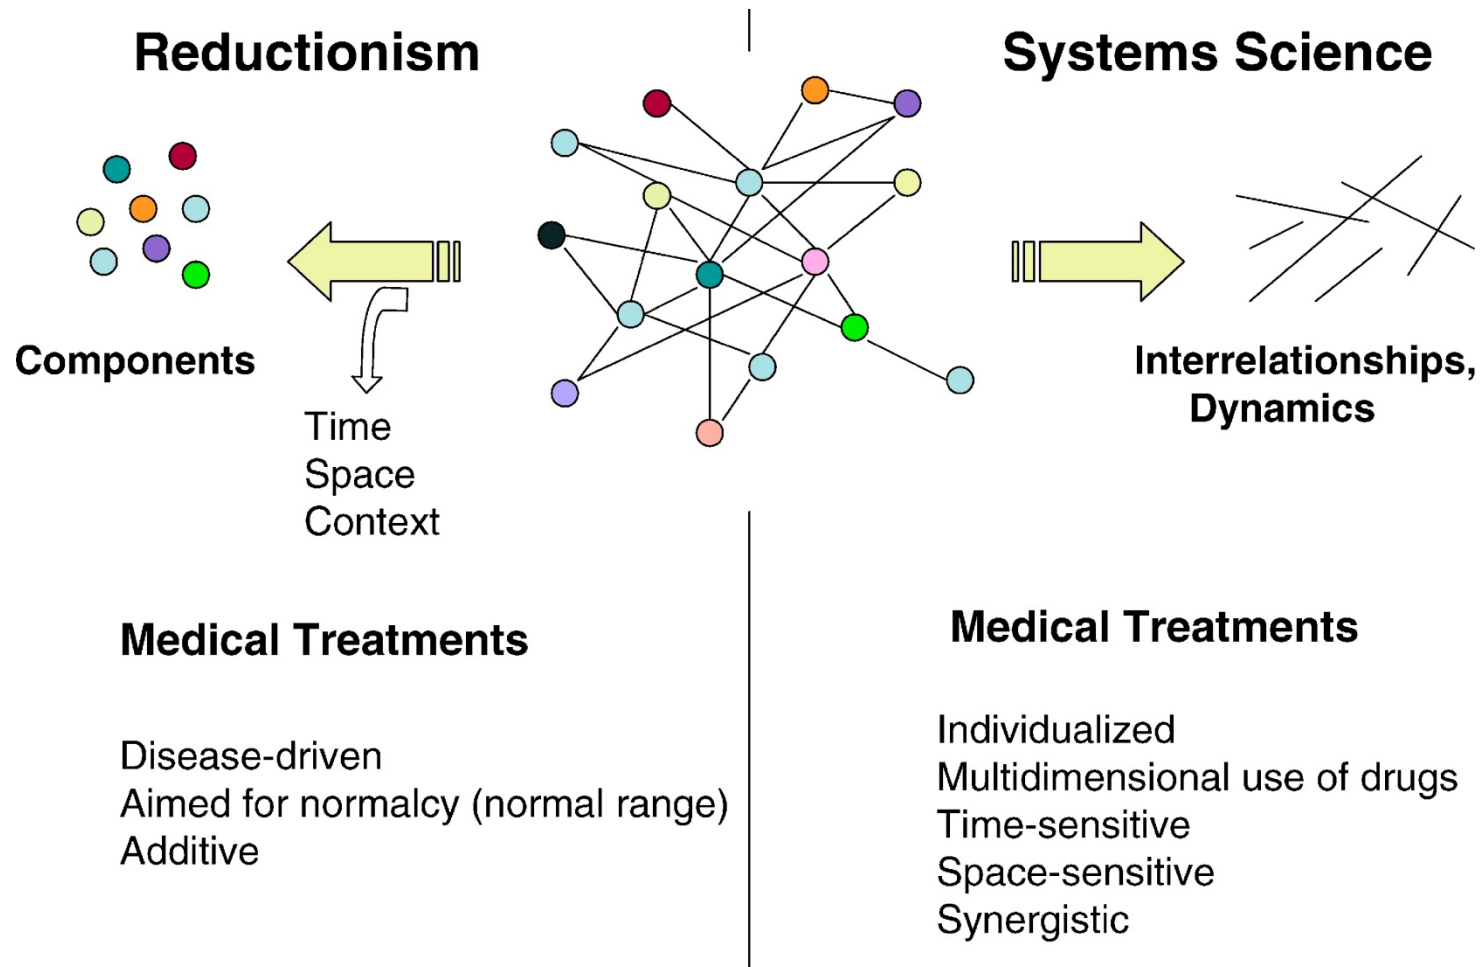 Reductionism
Systems Science
Components
Time
Space
Context
Interrelationships,
Dynamics
Medical Treatments
Disease-driven
Aimed for normalcy (normal range)
Additive
Medical Treatments
Individualized
Multidimensional use of drugs
Time-sensitive
Space-sensitive
Synergistic